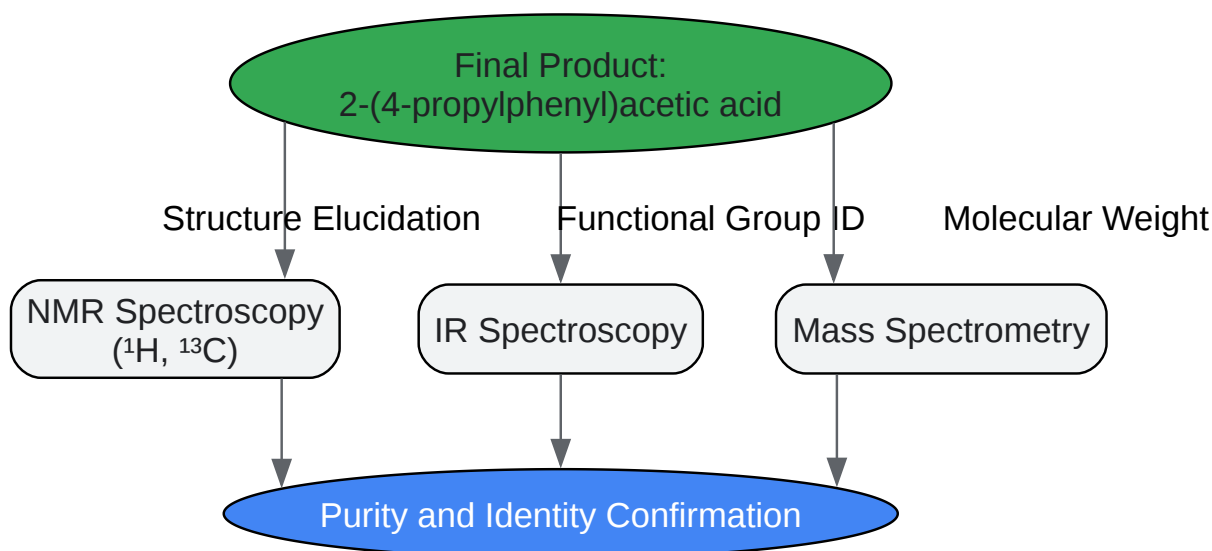 Final Product:
2-(4-propylphenyl)acetic acid
Structure Elucidation
Functional Group ID
Molecular Weight
NMR Spectroscopy
(¹H, ¹³C)
IR Spectroscopy
Mass Spectrometry
Purity and Identity Confirmation